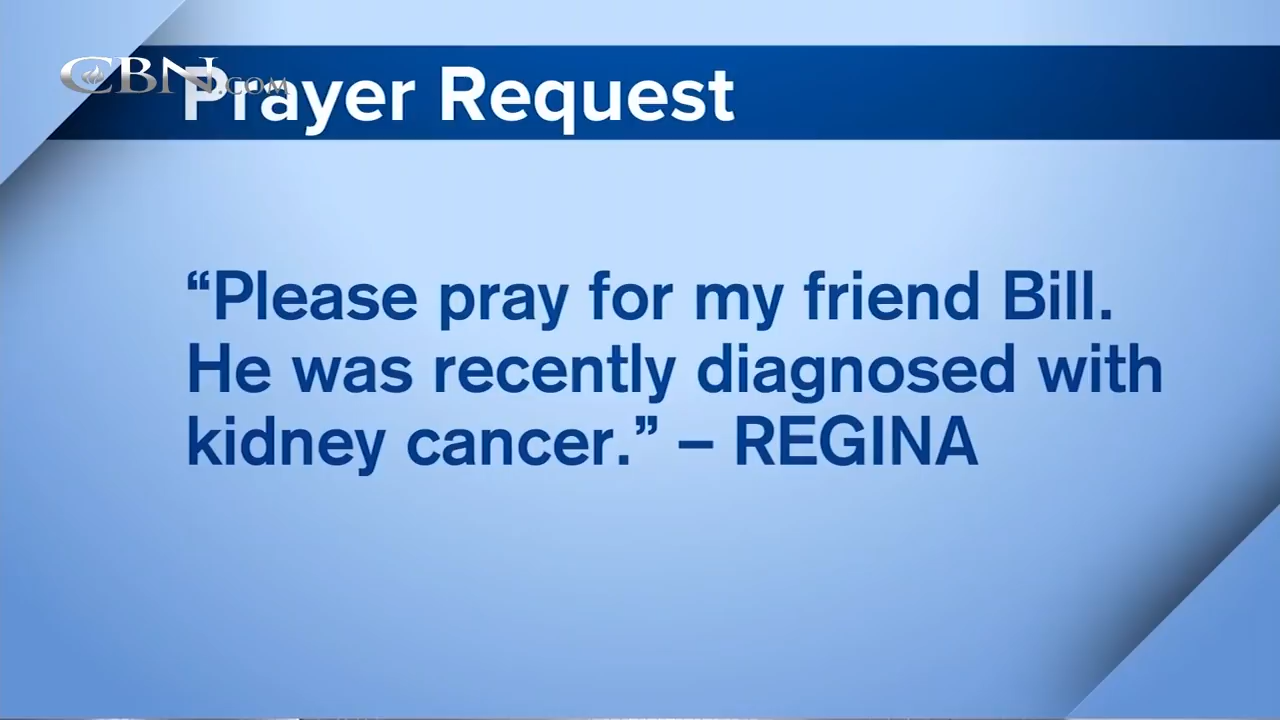 CBN.COM
Prayer Request
“Please pray for my friend Bill.
He was recently diagnosed with
kidney cancer.” – REGINA